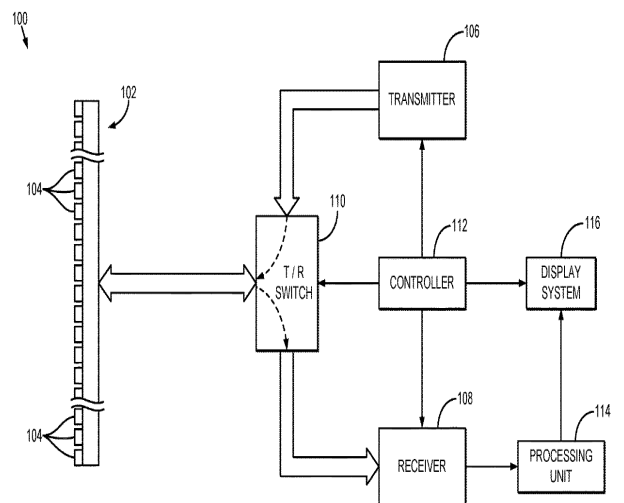 100
106
TRANSMITTER
102
104
110
T / R
SWITCH
112
CONTROLLER
116
DISPLAY
SYSTEM
104
108
RECEIVER
114
PROCESSING
UNIT